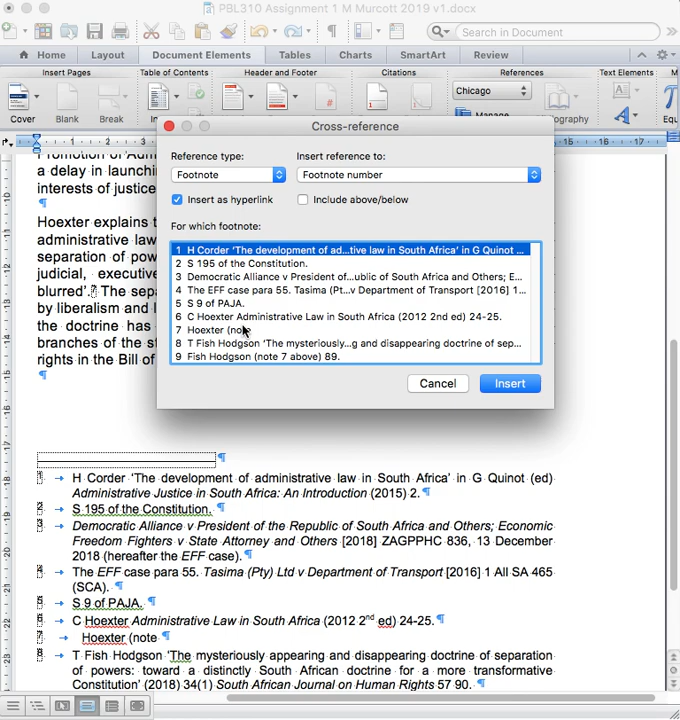 PBL310 Assignment 1 M Murcott 2019 v1.docx
Search in Document
Home Layout Document Elements Tables Charts SmartArt Review
Insert Pages Table of Contents Header and Footer Citations References Text Elements M
Chicago
Manage
Cover Blank Break
Cross-reference
Reference type: Insert reference to:
Footnote Footnote number
Insert as hyperlink Include above/below
For which footnote:
1 H Corder 'The development of ad...tive law in South Africa' in G Quinot ...
2 S 195 of the Constitution.
3 Democratic Alliance v President of...ublic of South Africa and Others; E...
4 The EFF case para 55. Tasima (Pt...v Department of Transport [2016] 1...
5 S 9 of PAJA.
6 C Hoexter Administrative Law in South Africa (2012 2nd ed) 24-25.
7 Hoexter (note
8 T Fish Hodgson 'The mysteriously...g and disappearing doctrine of sep...
9 Fish Hodgson (note 7 above) 89.
Cancel Insert
a delay in launchin
interests of justice
¶
Hoexter explains t
administrative law
separation of pow
judicial, executive
blurred'.7 The sepa
by liberalism and l
the doctrine has
branches of the st
rights in the Bill of
¶
¶
1 → H Corder 'The development of administrative law in South Africa' in G Quinot (ed)
Administrative Justice in South Africa: An Introduction (2015) 2.¶
2 → S 195 of the Constitution. ¶
3 → Democratic Alliance v President of the Republic of South Africa and Others; Economic
Freedom Fighters v State Attorney and Others [2018] ZAGPPHC 836, 13 December
2018 (hereafter the EFF case).¶
4 → The EFF case para 55. Tasima (Pty) Ltd v Department of Transport [2016] 1 All SA 465
(SCA). ¶
5 → S 9 of PAJA. ¶
6 → C Hoexter Administrative Law in South Africa (2012 2nd ed) 24-25.¶
7 → Hoexter (note ¶
8 → T Fish Hodgson 'The mysteriously appearing and disappearing doctrine of separation
of powers: toward a distinctly South African doctrine for a more transformative
Constitution' (2018) 34(1) South African Journal on Human Rights 57 90. ¶